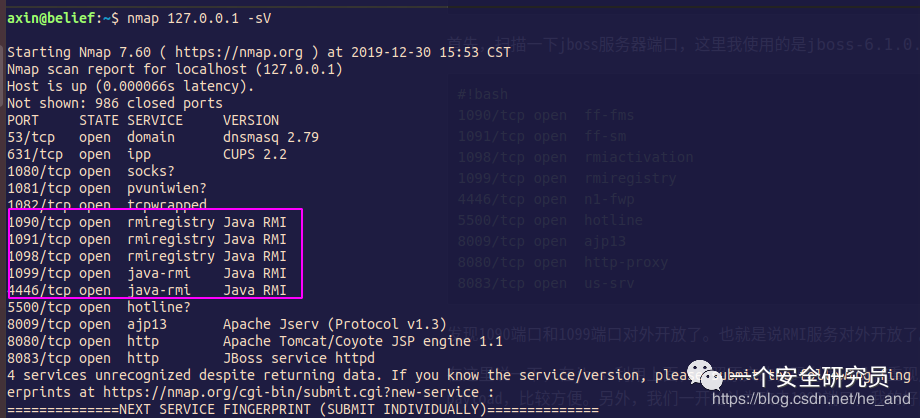 axin@belief:~$ nmap 127.0.0.1 -sV
Starting Nmap 7.60 ( https://nmap.org ) at 2019-12-30 15:53 CST
首先，扫描一下jboss服务器端口，这里我使用的是jboss-6.1.0.
Nmap scan report for localhost (127.0.0.1)
Host is up (0.000066s latency).
Not shown: 986 closed ports
PORT     STATE SERVICE     VERSION
53/tcp   open  domain      dnsmasq 2.79
631/tcp  open  ipp         CUPS 2.2
1080/tcp open  socks?
1081/tcp open  pvuniwien?
1082/tcp open  tcpwrapped
1090/tcp open  rmiregistry Java RMI
1091/tcp open  rmiregistry Java RMI
1098/tcp open  rmiregistry Java RMI
1099/tcp open  java-rmi    Java RMI
4446/tcp open  java-rmi    Java RMI
5500/tcp open  hotline?
8009/tcp open  ajp13       Apache Jserv (Protocol v1.3)
8080/tcp open  http        Apache Tomcat/Coyote JSP engine 1.1
8083/tcp open  http        JBoss service httpd
4 services unrecognized despite returning data. If you know the service/version, please submit the following
erprints at https://nmap.org/cgi-bin/submit.cgi?new-service :
==============NEXT SERVICE FINGERPRINT (SUBMIT INDIVIDUALLY)==============
#!bash
1090/tcp open  ff-fms
1091/tcp open  ff-sm
1098/tcp open  rmiactivation
1099/tcp open  rmiregistry
4446/tcp open  n1-fwp
5500/tcp open  hotline
8009/tcp open  ajp13
8080/tcp open  http-proxy
8083/tcp open  us-srv
发现1090端口和1099端口对外开放了。也就是说RMI服务对外开放了
比较方便。另外，我们一开
一个安全研究员
https://blog.csdn.net/he_and